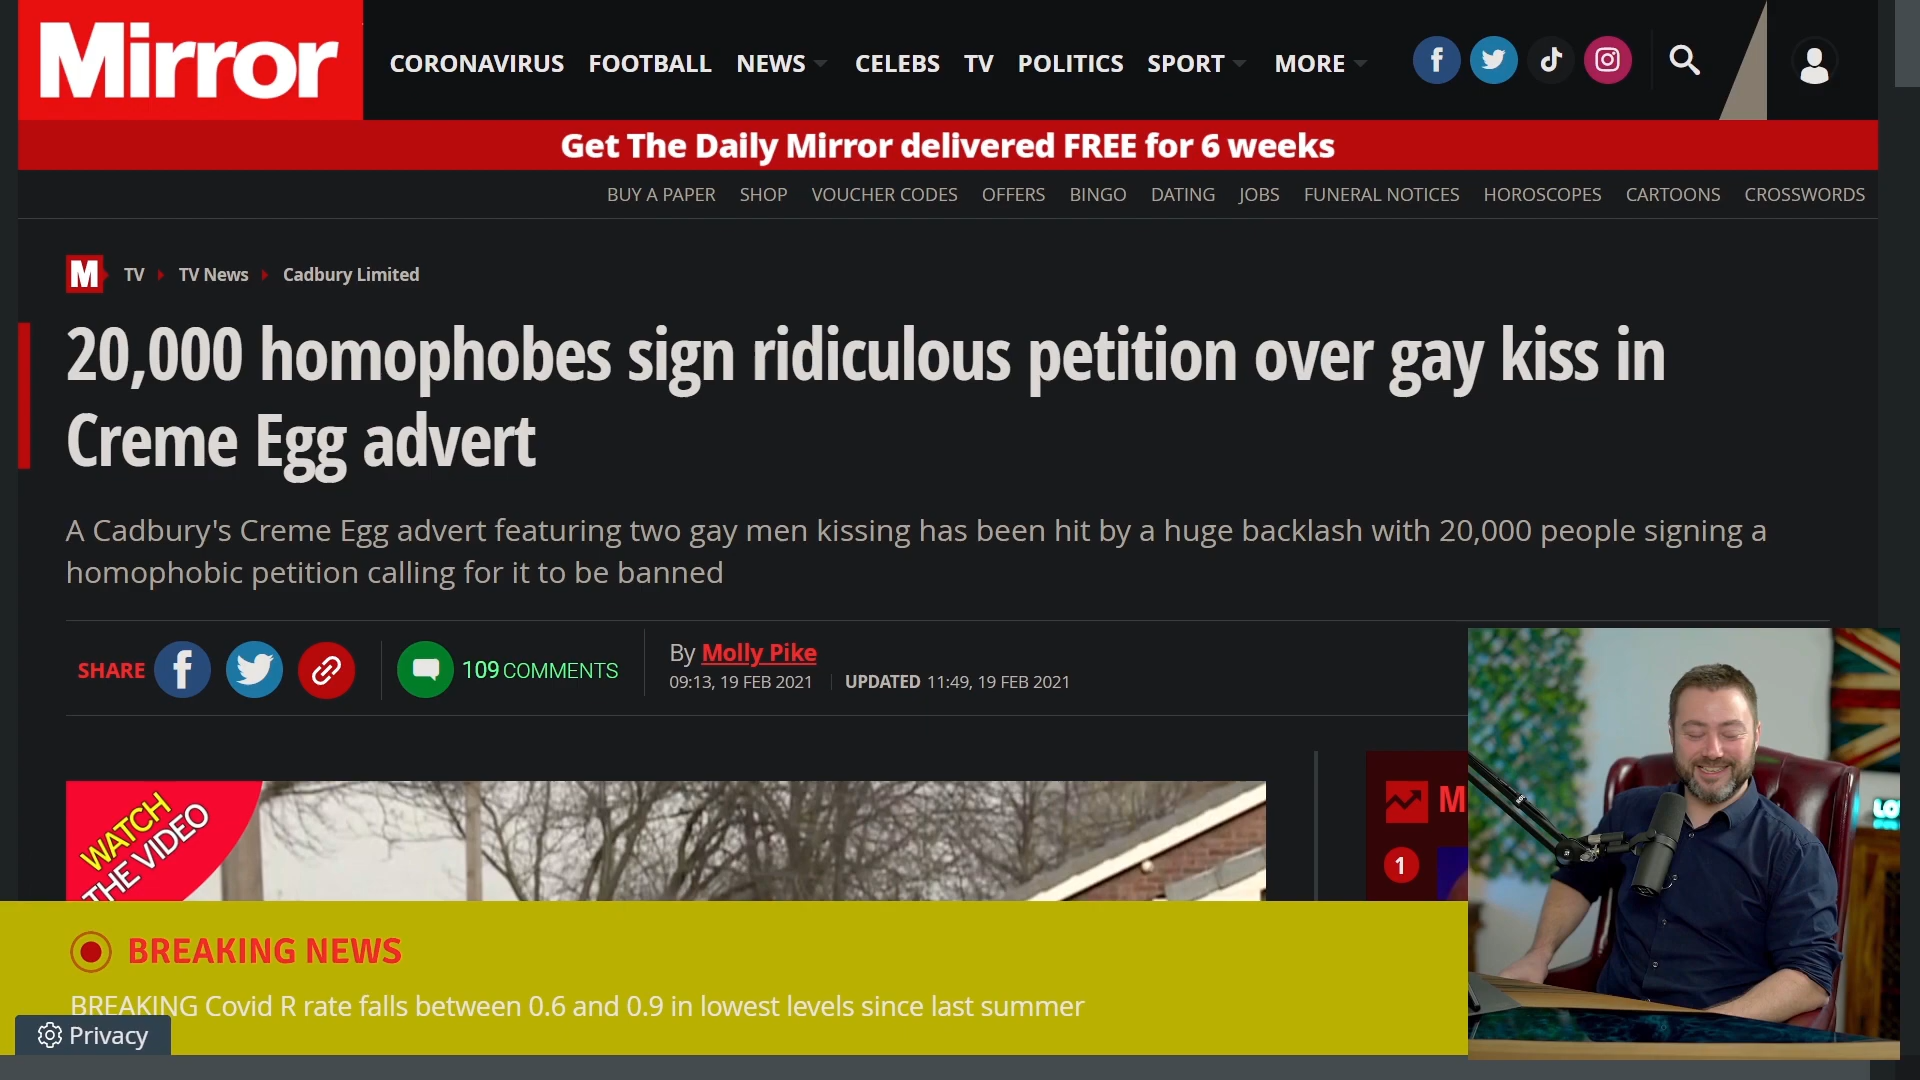 Mirror
CORONAVIRUS FOOTBALL NEWS CELEBS TV POLITICS SPORT MORE
Get The Daily Mirror delivered FREE for 6 weeks
BUY A PAPER SHOP VOUCHER CODES OFFERS BINGO DATING JOBS FUNERAL NOTICES HOROSCOPES CARTOONS CROSSWORDS
M TV TV News Cadbury Limited
20,000 homophobes sign ridiculous petition over gay kiss in
Creme Egg advert
A Cadbury's Creme Egg advert featuring two gay men kissing has been hit by a huge backlash with 20,000 people signing a
homophobic petition calling for it to be banned
SHARE 109 COMMENTS
By Molly Pike
09:13, 19 FEB 2021 UPDATED 11:49, 19 FEB 2021
WATCH
THE VIDEO
M
1
BREAKING NEWS
BREAKING Covid R rate falls between 0.6 and 0.9 in lowest levels since last summer
Privacy